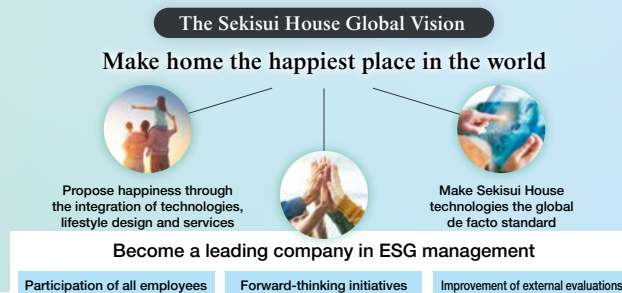 The Sekisui House Global Vision
Make home the happiest place in the world
Propose happiness through
the integration of technologies,
lifestyle design and services
Make Sekisui House
technologies the global
de facto standard
Become a leading company in ESG management
Participation of all employees
Forward-thinking initiatives
Improvement of external evaluations